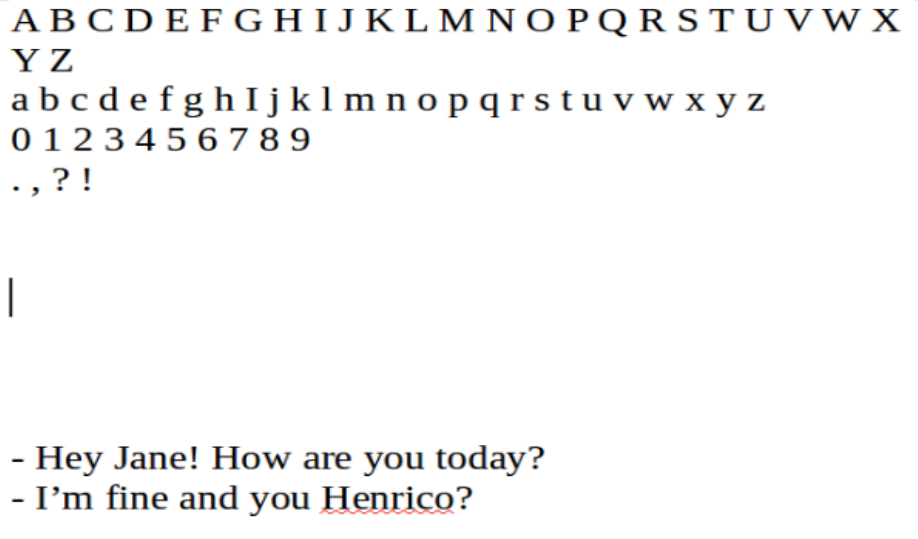 A B C D E F G H I J K L M N O P Q R S T U V W X
Y Z
a b c d e f g h I j k l m n o p q r s t u v w x y z
0 1 2 3 4 5 6 7 8 9
. , ? !
- Hey Jane! How are you today?
- I’m fine and you Henrico?